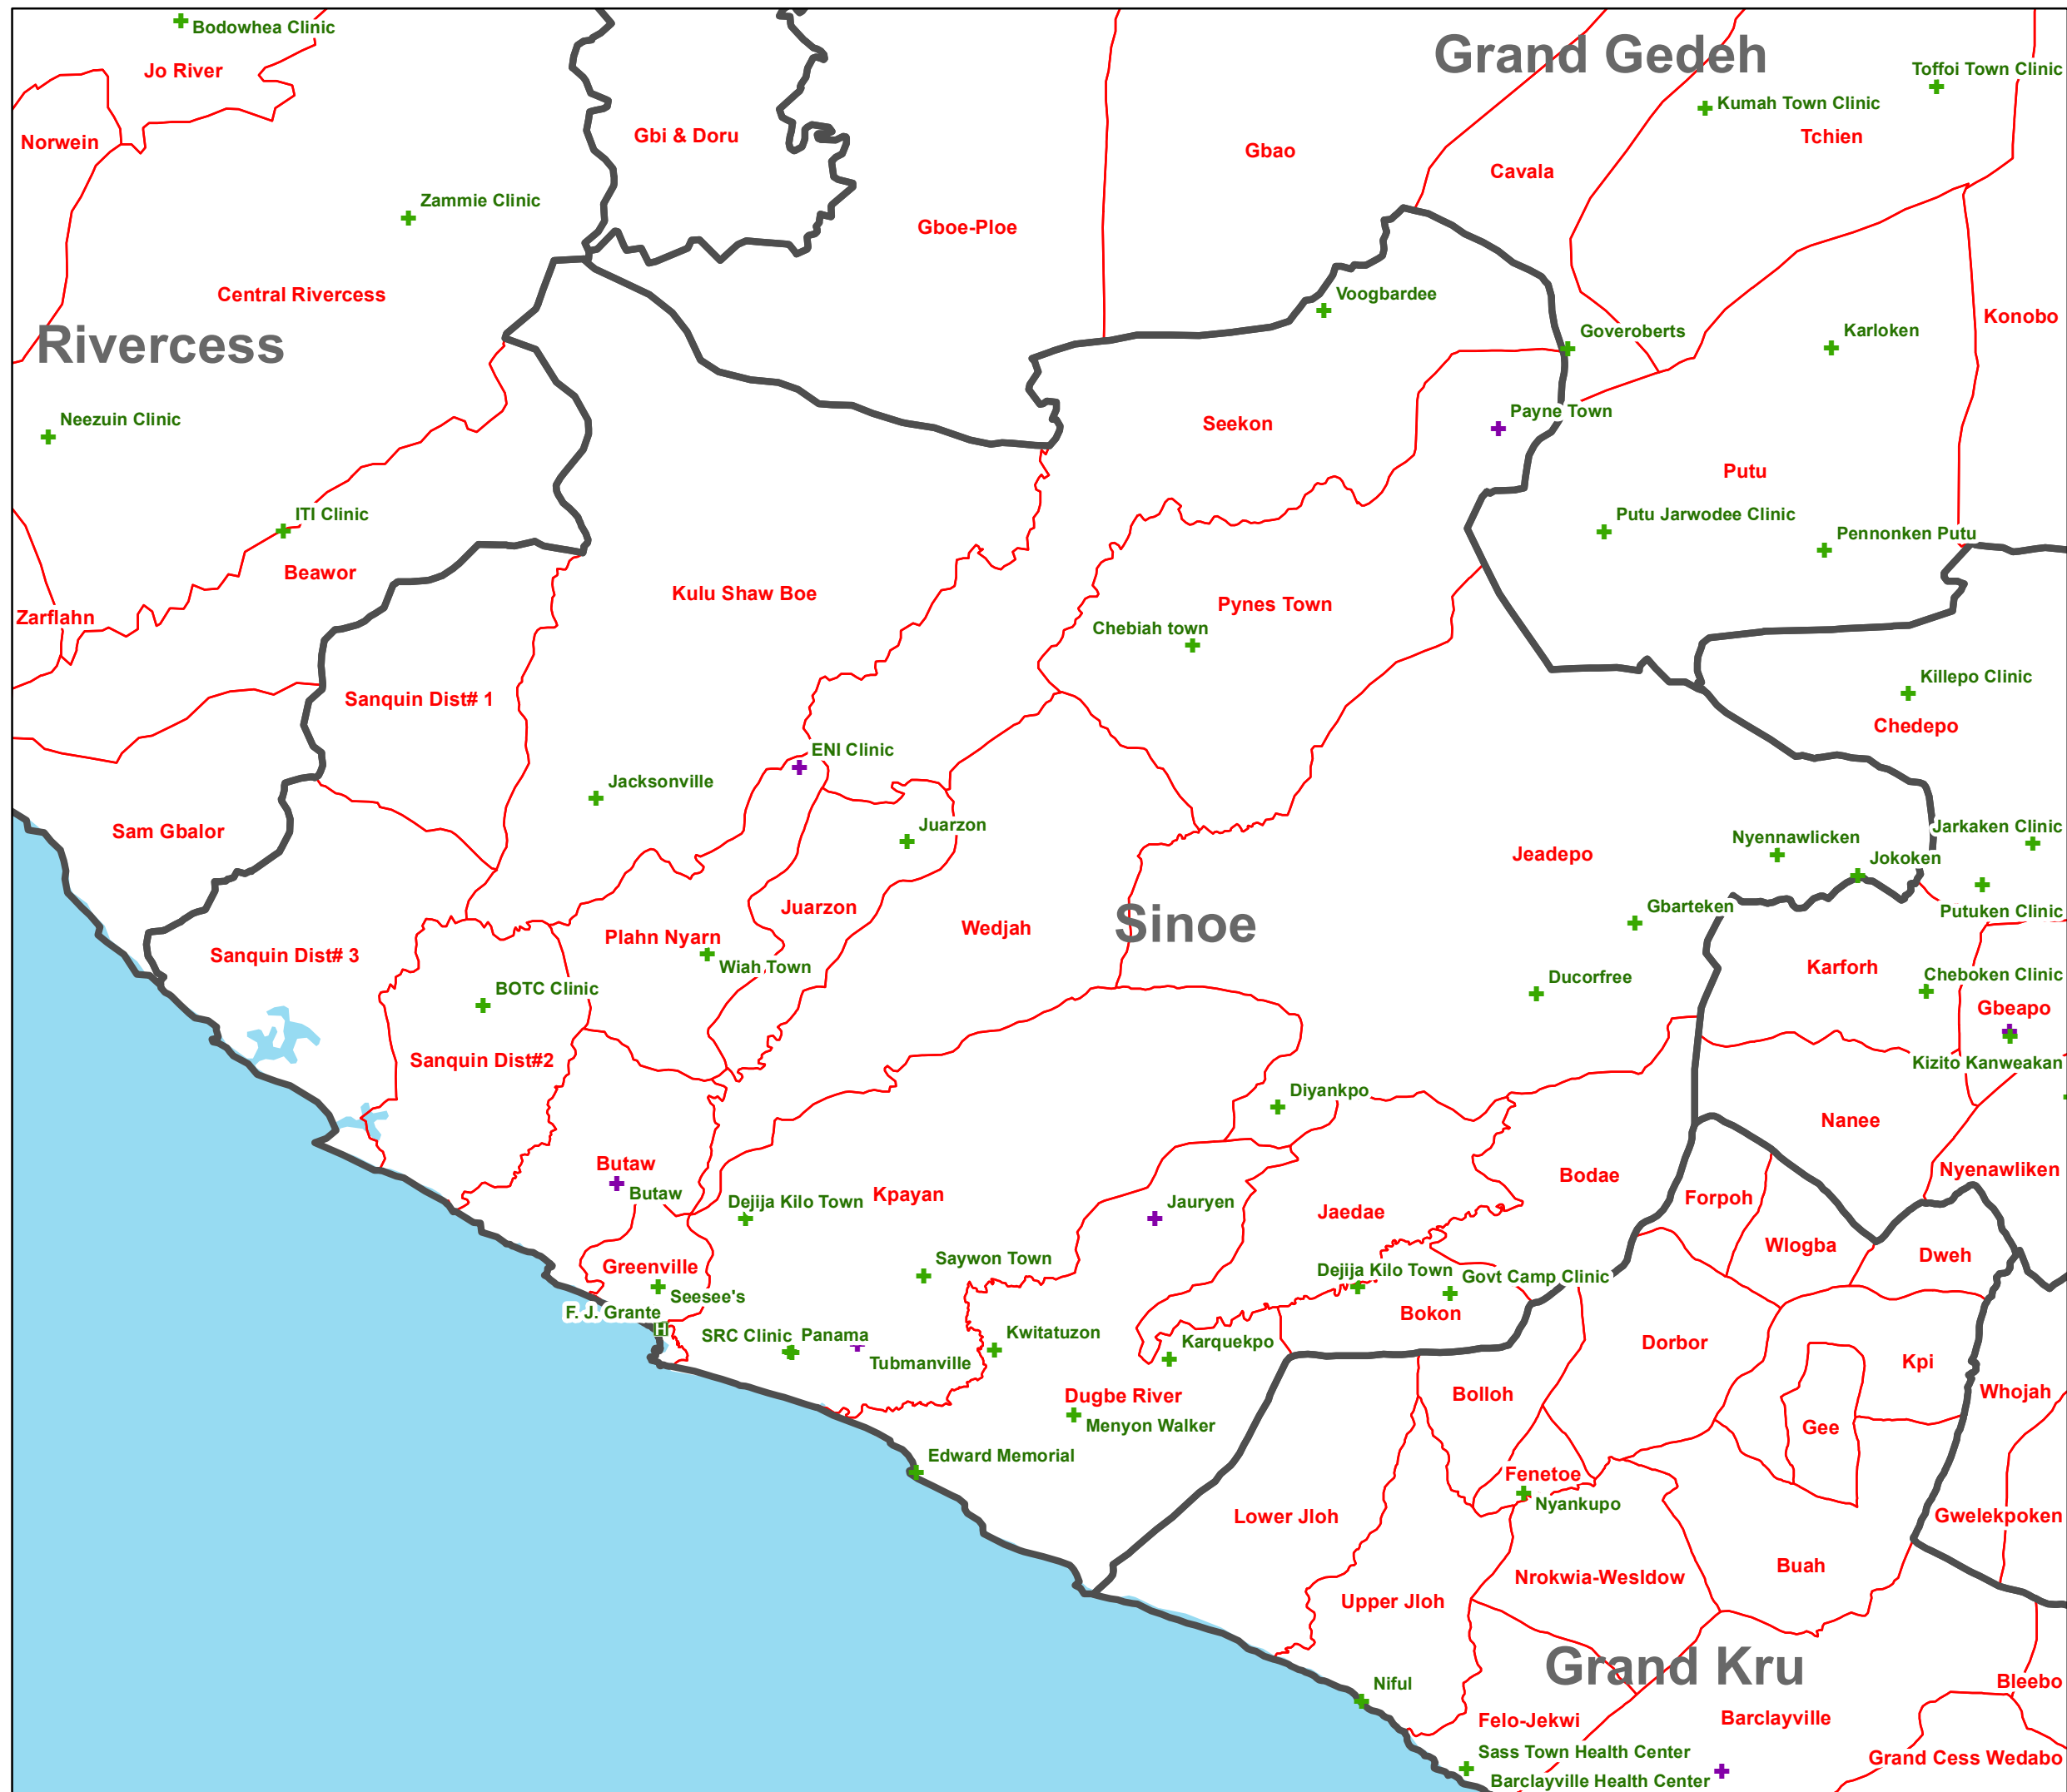 Bodowhea Clinic
Jo River
Grand Gedeh
Toffoi Town Clinic
Kumah Town Clinic
Norwein
Gbi & Doru
Gbao
Tchien
Cavala
Zammie Clinic
Gboe-Ploe
Central Rivercess
Voogbardee
Konobo
Rivercess
Goveroberts
Karloken
Neezuin Clinic
Seekon
Payne Town
Putu
ITI Clinic
Putu Jarwodee Clinic
Pennonken Putu
Beawor
Kulu Shaw Boe
Pynes Town
Zarflahn
Chebiah town
Sanquin Dist# 1
Killepo Clinic
Chedepo
ENI Clinic
Jacksonville
Sam Gbalor
Juarzon
Jarkaken Clinic
Nyennawlicken
Jeadepo
Jokoken
Juarzon
Gbarteken
Putuken Clinic
Sinoe
Wedjah
Plahn Nyarn
Sanquin Dist# 3
Wiah Town
Karforh
Cheboken Clinic
Ducorfree
BOTC Clinic
Gbeapo
Sanquin Dist#2
Kizito Kanweakan
Diyankpo
Nanee
Butaw
Nyenawliken
Bodae
Butaw
Dejija Kilo Town
Kpayan
Jauryen
Forpoh
Jaedae
Wlogba
Dweh
Saywon Town
Greenville
Dejija Kilo Town
Govt Camp Clinic
Seesee's
F. J. Grante
H
Bokon
SRC Clinic
Panama
Kwitatuzon
Karquekpo
Dorbor
Tubmanville
Kpi
Dugbe River
Bolloh
Whojah
Menyon Walker
Gee
Edward Memorial
Fenetoe
Nyankupo
Lower Jloh
Gwelekpoken
Buah
Nrokwia-Wesldow
Upper Jloh
Grand Kru
Niful
Bleebo
Felo-Jekwi
Barclayville
Sass Town Health Center
Grand Cess Wedabo
Barclayville Health Center